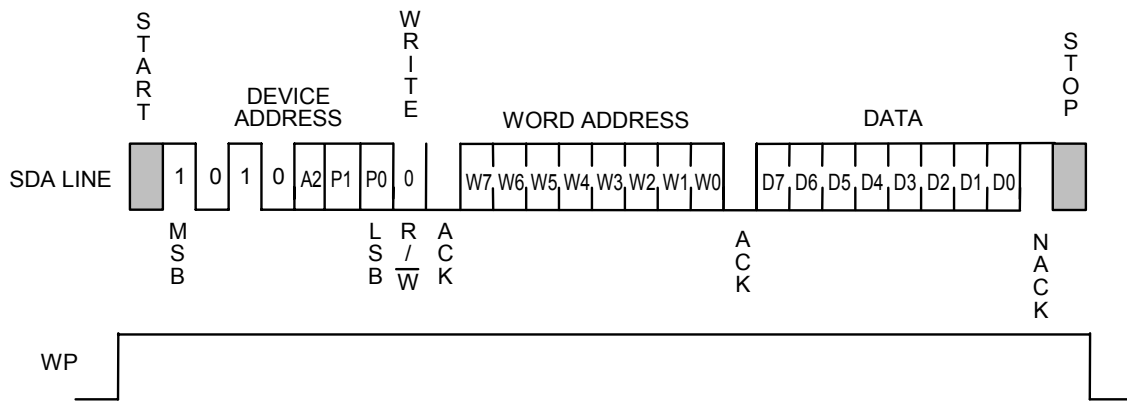 START
WRITE
STOP
DEVICE
ADDRESS
WORD ADDRESS
DATA
SDA LINE
1 0 1 0 A2 P1 P0 0 W7 W6 W5 W4 W3 W2 W1 W0 D7 D6 D5 D4 D3 D2 D1 D0
MSB
LSB
R/W
ACK
ACK
NACK
WP